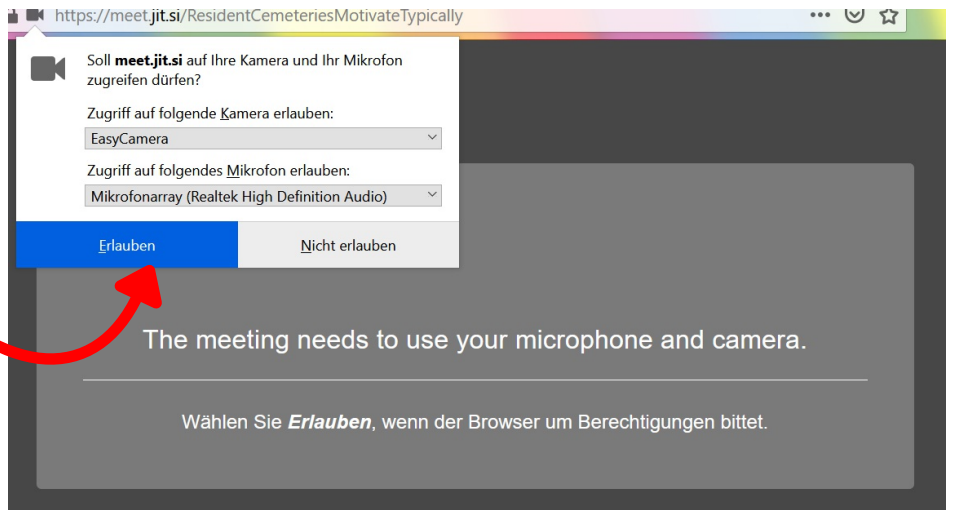 https://meet.jit.si/ResidentCemeteriesMotivateTypically
Soll meet.jit.si auf Ihre Kamera und Ihr Mikrofon
zugreifen dürfen?
Zugriff auf folgende Kamera erlauben:
EasyCamera
Zugriff auf folgendes Mikrofon erlauben:
Mikrofonarray (Realtek High Definition Audio)
Erlauben Nicht erlauben
The meeting needs to use your microphone and camera.
Wählen Sie Erlauben, wenn der Browser um Berechtigungen bittet.